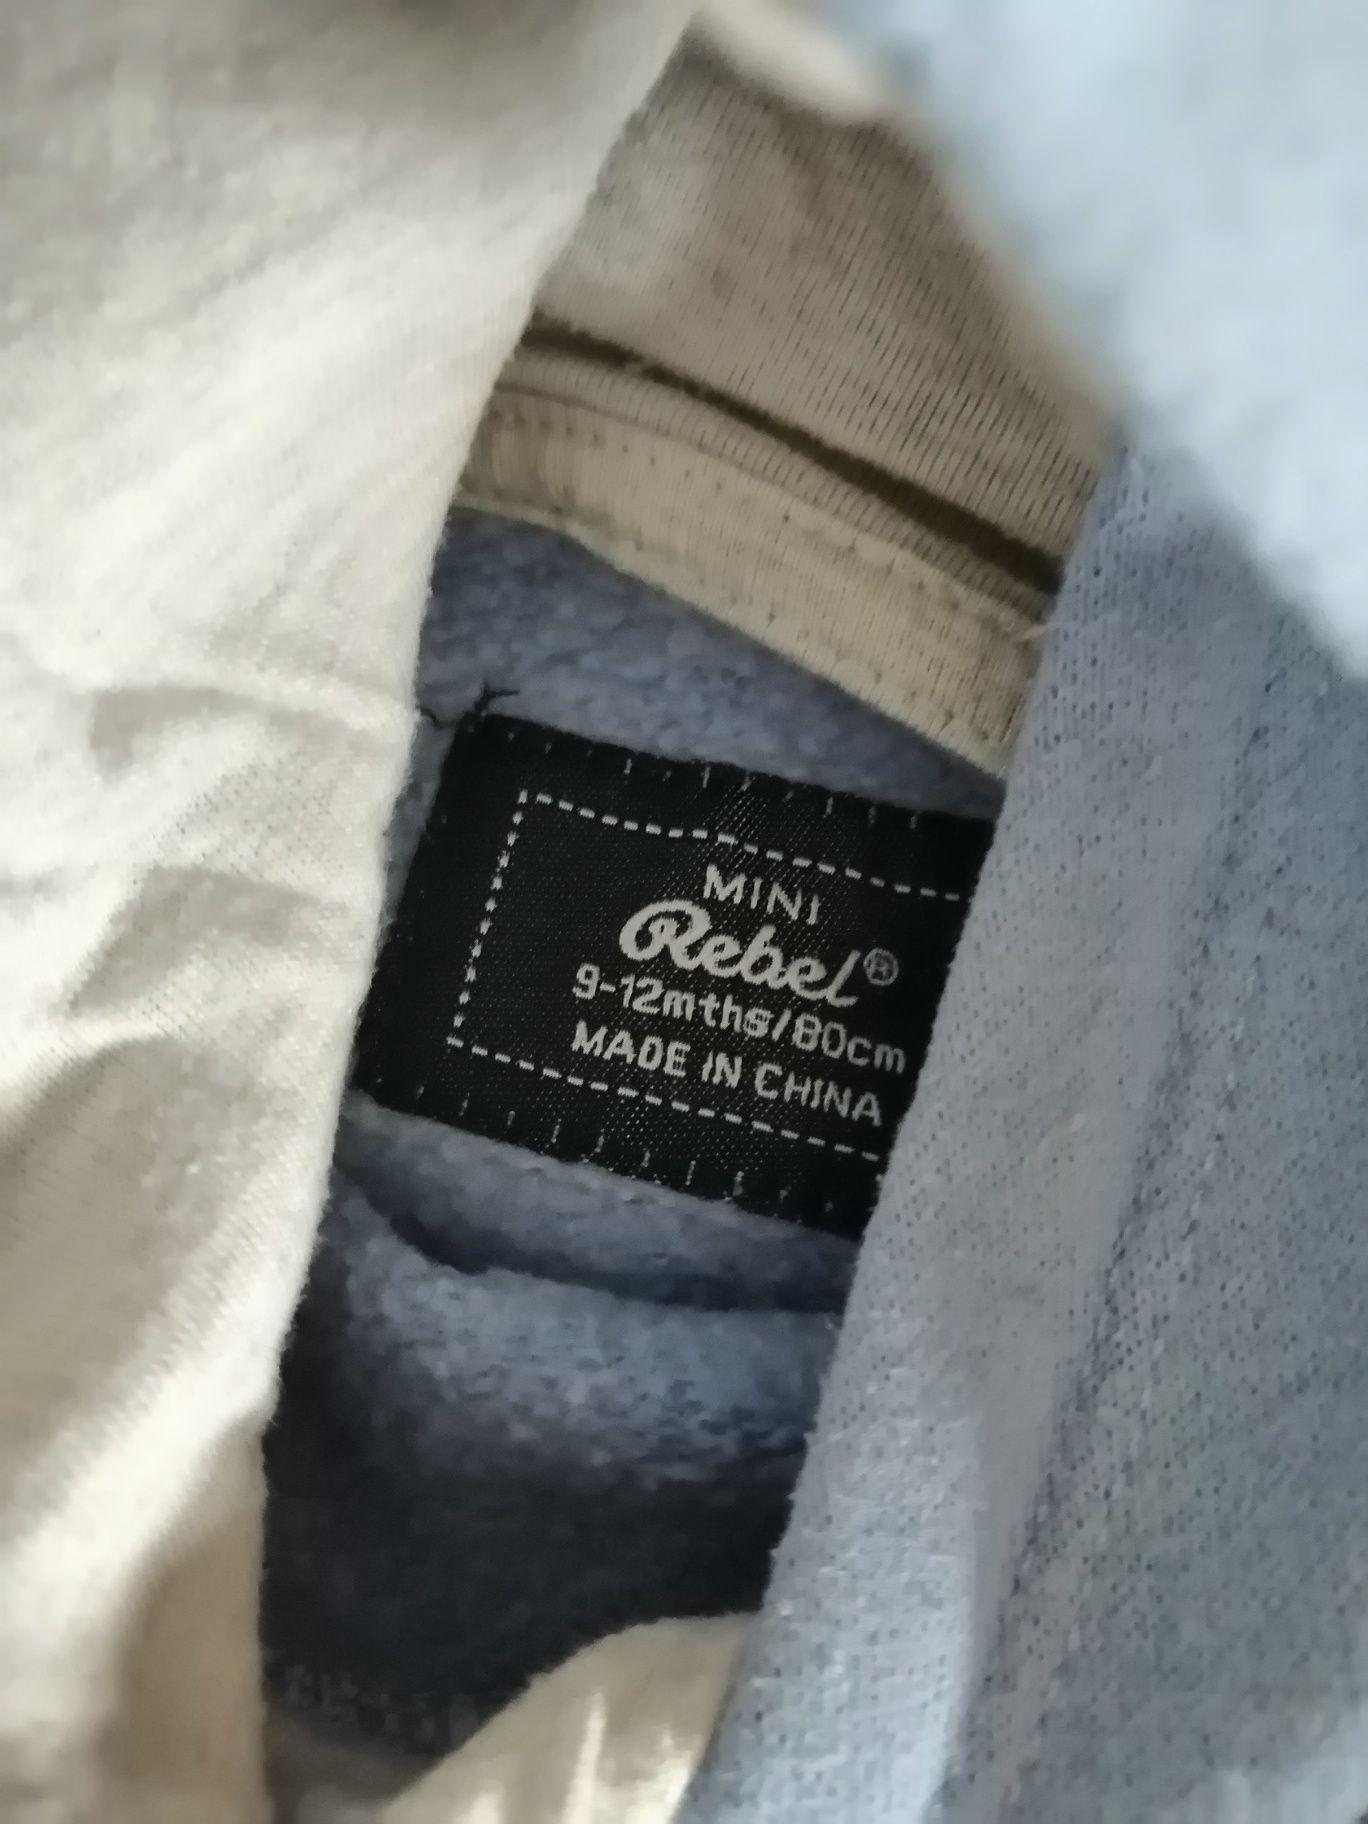 MINI
Rebel®
9-12mths/80cm
MADE IN CHINA